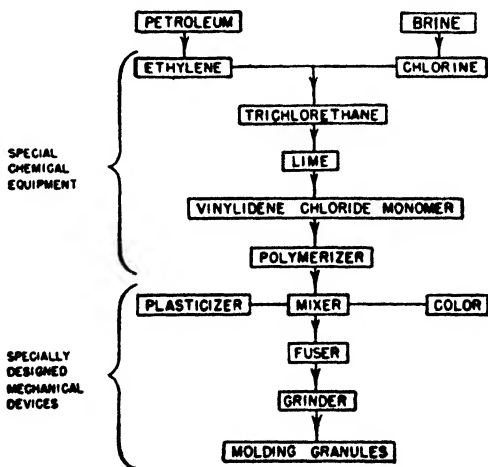 PETROLEUM BRINE
ETHYLENE CHLORINE
TRICHLORETHANE
SPECIAL
CHEMICAL
EQUIPMENT
LIME
VINYLIDENE CHLORIDE MONOMER
POLYMERIZER
PLASTICIZER MIXER COLOR
SPECIALLY
DESIGNED
MECHANICAL
DEVICES
FUSER
GRINDER
MOLDING GRANULES